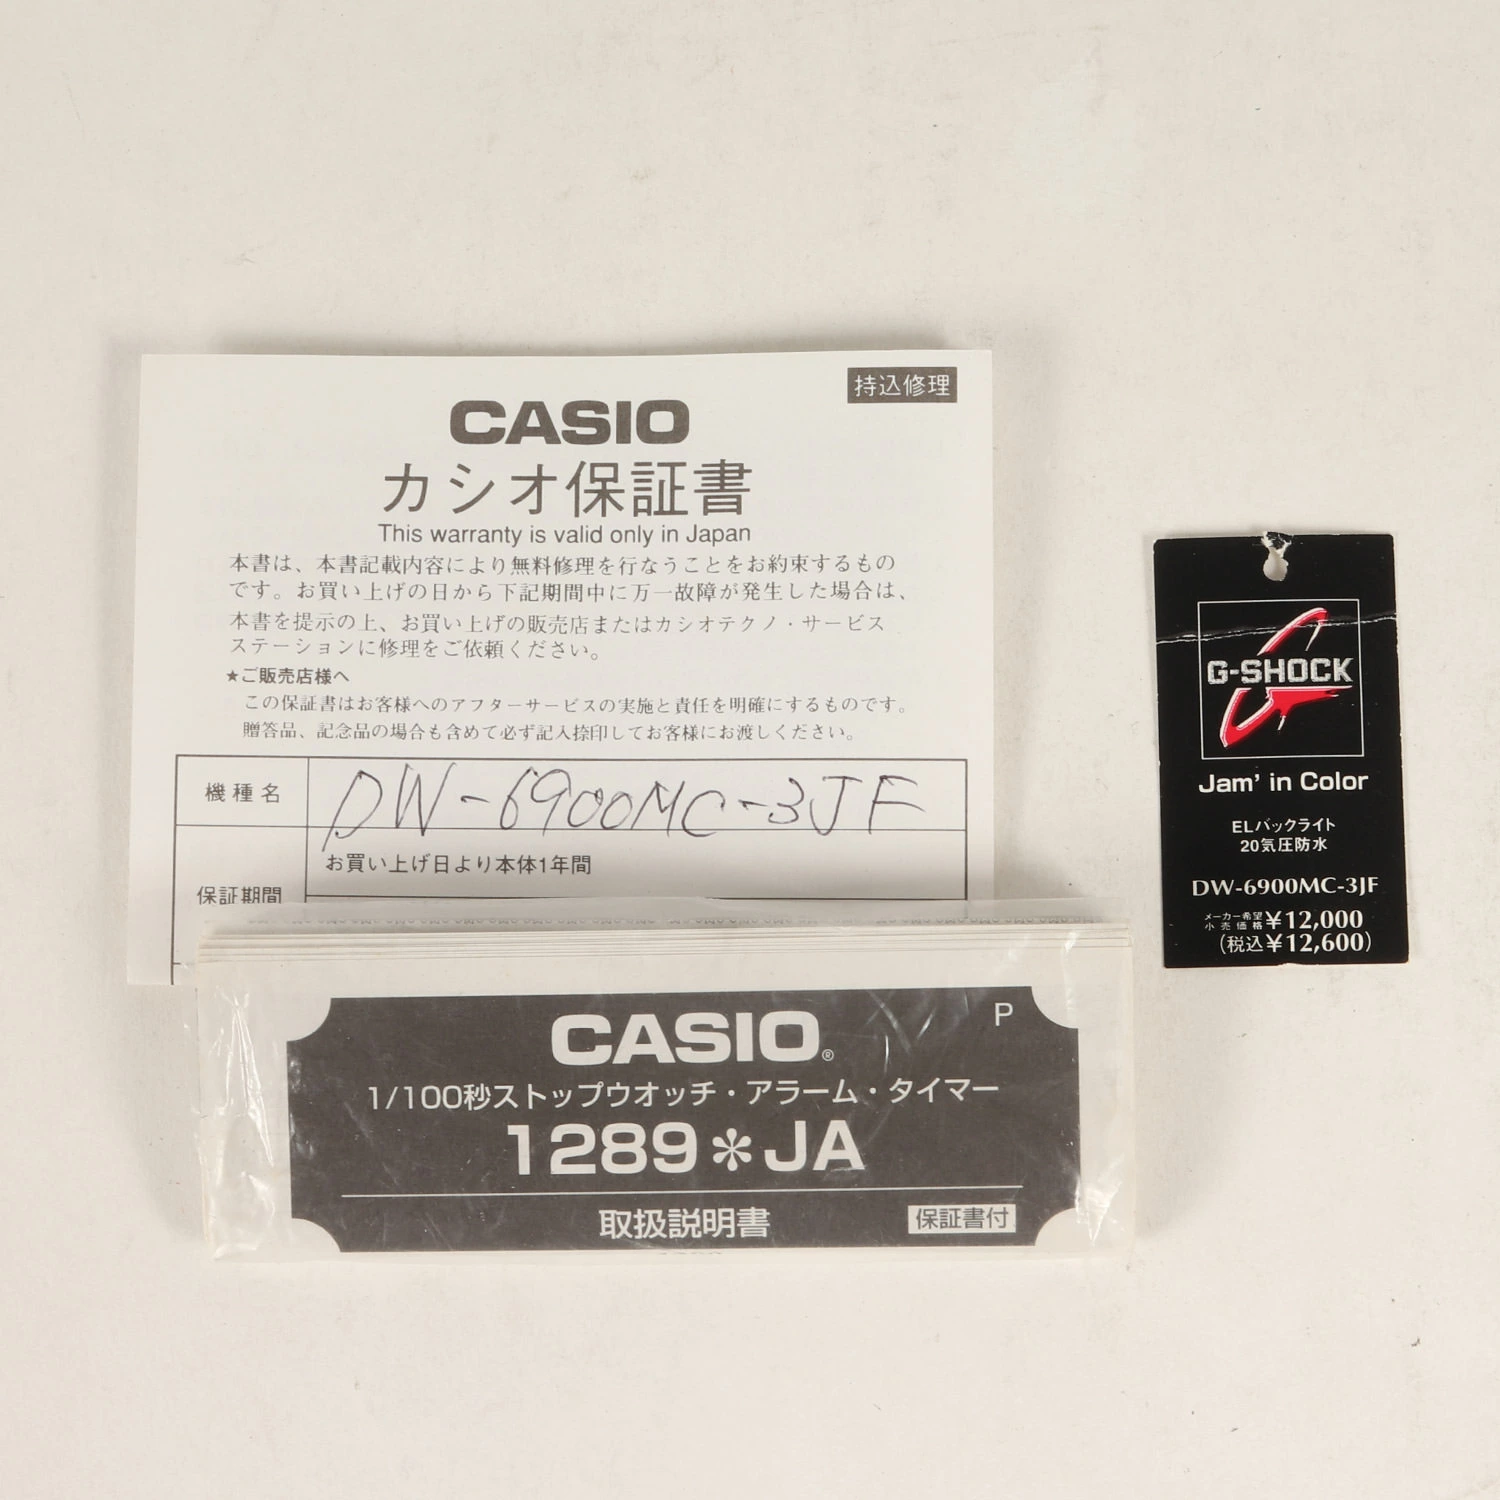 持込修理
CASIO
カシオ保証書
This warranty is valid only in Japan
本書は、本書記載内容により無料修理を行なうことをお約束するもの
です。お買い上げの日から下記期間中に万一故障が発生した場合は、
本書を提示の上、お買い上げの販売店またはカシオテクノ・サービス
ステーションに修理をご依頼ください。
★ご販売店様へ
この保証書はお客様へのアフターサービスの実施と責任を明確にするものです。
贈答品、記念品の場合も含めて必ず記入捺印してお客様にお渡しください。
機種名 DW-6900MC-3JF
お買い上げ日より本体1年間
保証期間
P
CASIO®
1/100秒ストップウオッチ・アラーム・タイマー
1289＊JA
取扱説明書 保証書付
G-SHOCK
Jam' in Color
ELバックライト
20気圧防水
DW-6900MC-3JF
メーカー希望小売価格 ¥12,000
(税込¥12,600)